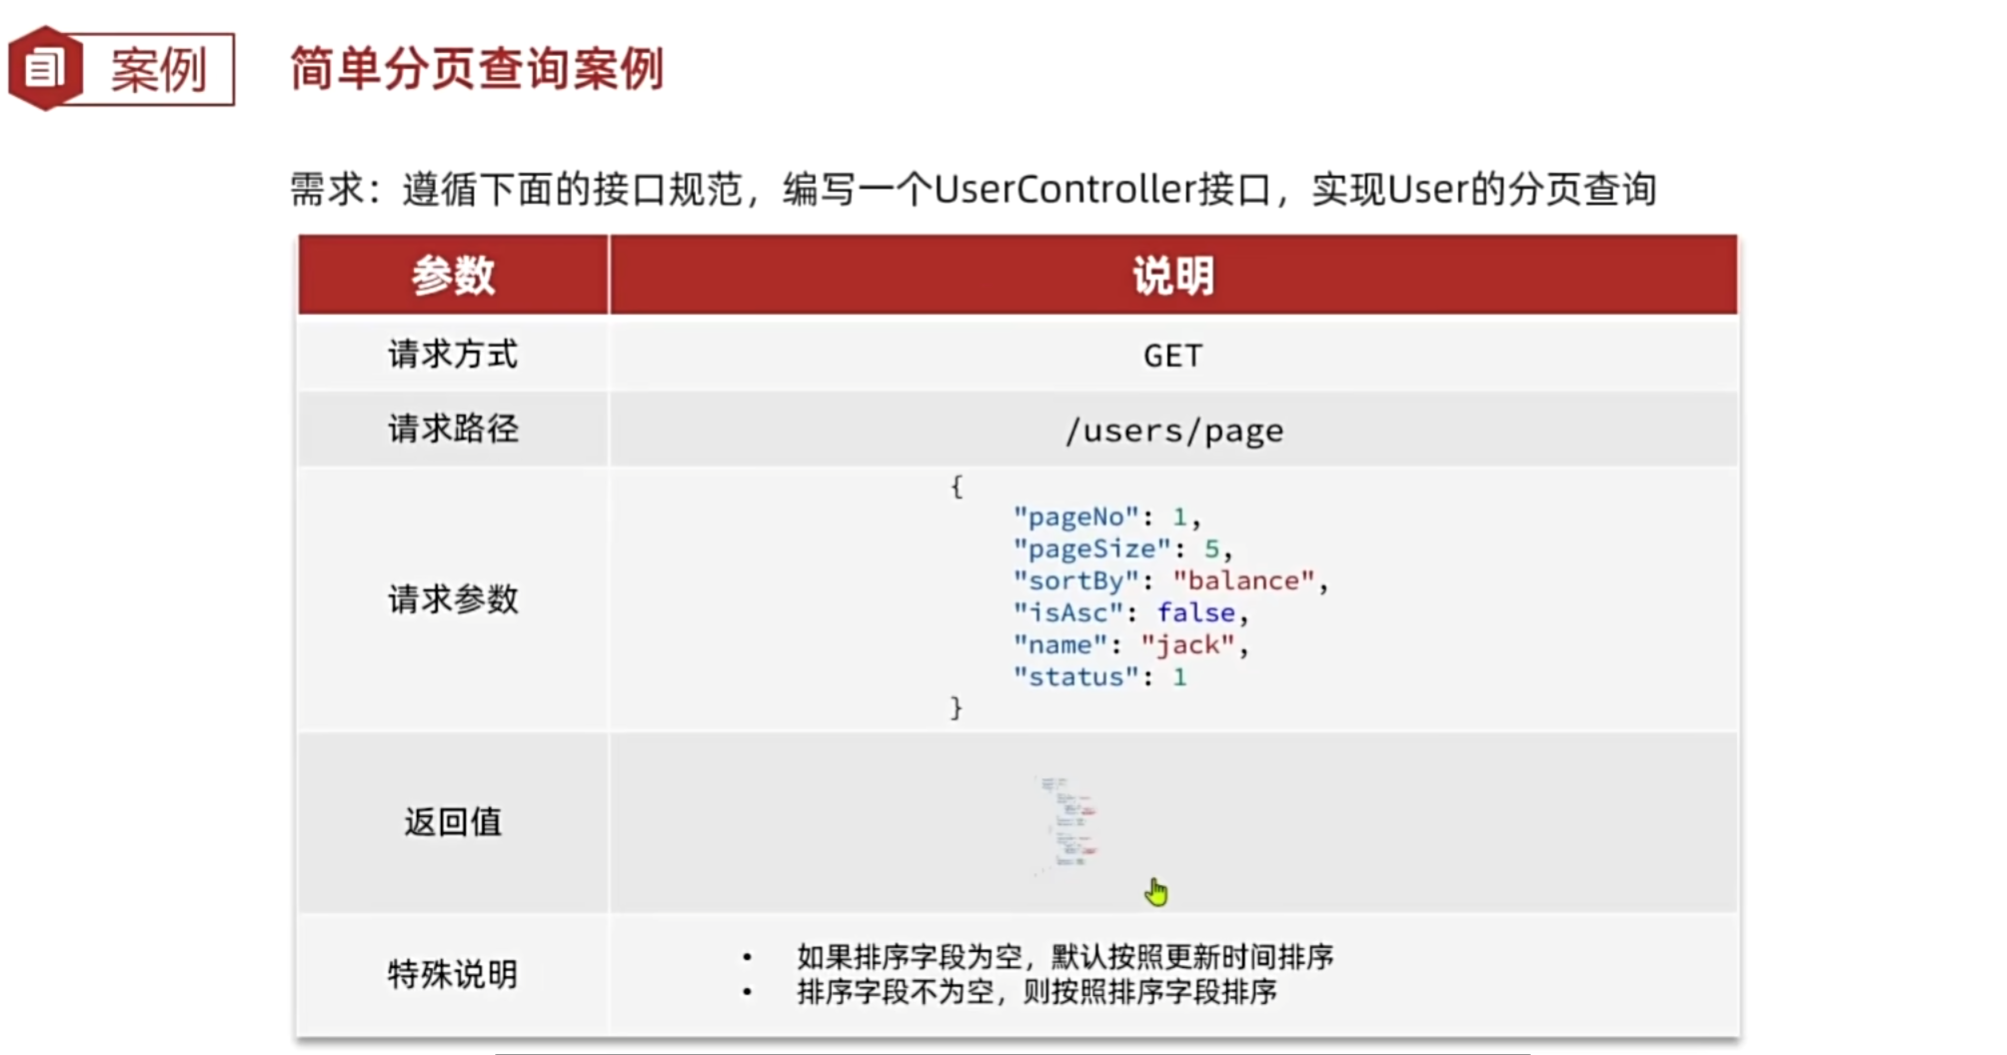 案例
简单分页查询案例
需求：遵循下面的接口规范，编写一个UserController接口，实现User的分页查询
参数 说明
请求方式 GET
请求路径 /users/page
请求参数
{
"pageNo": 1,
"pageSize": 5,
"sortBy": "balance",
"isAsc": false,
"name": "jack",
"status": 1
}
返回值
特殊说明
• 如果排序字段为空，默认按照更新时间排序
• 排序字段不为空，则按照排序字段排序